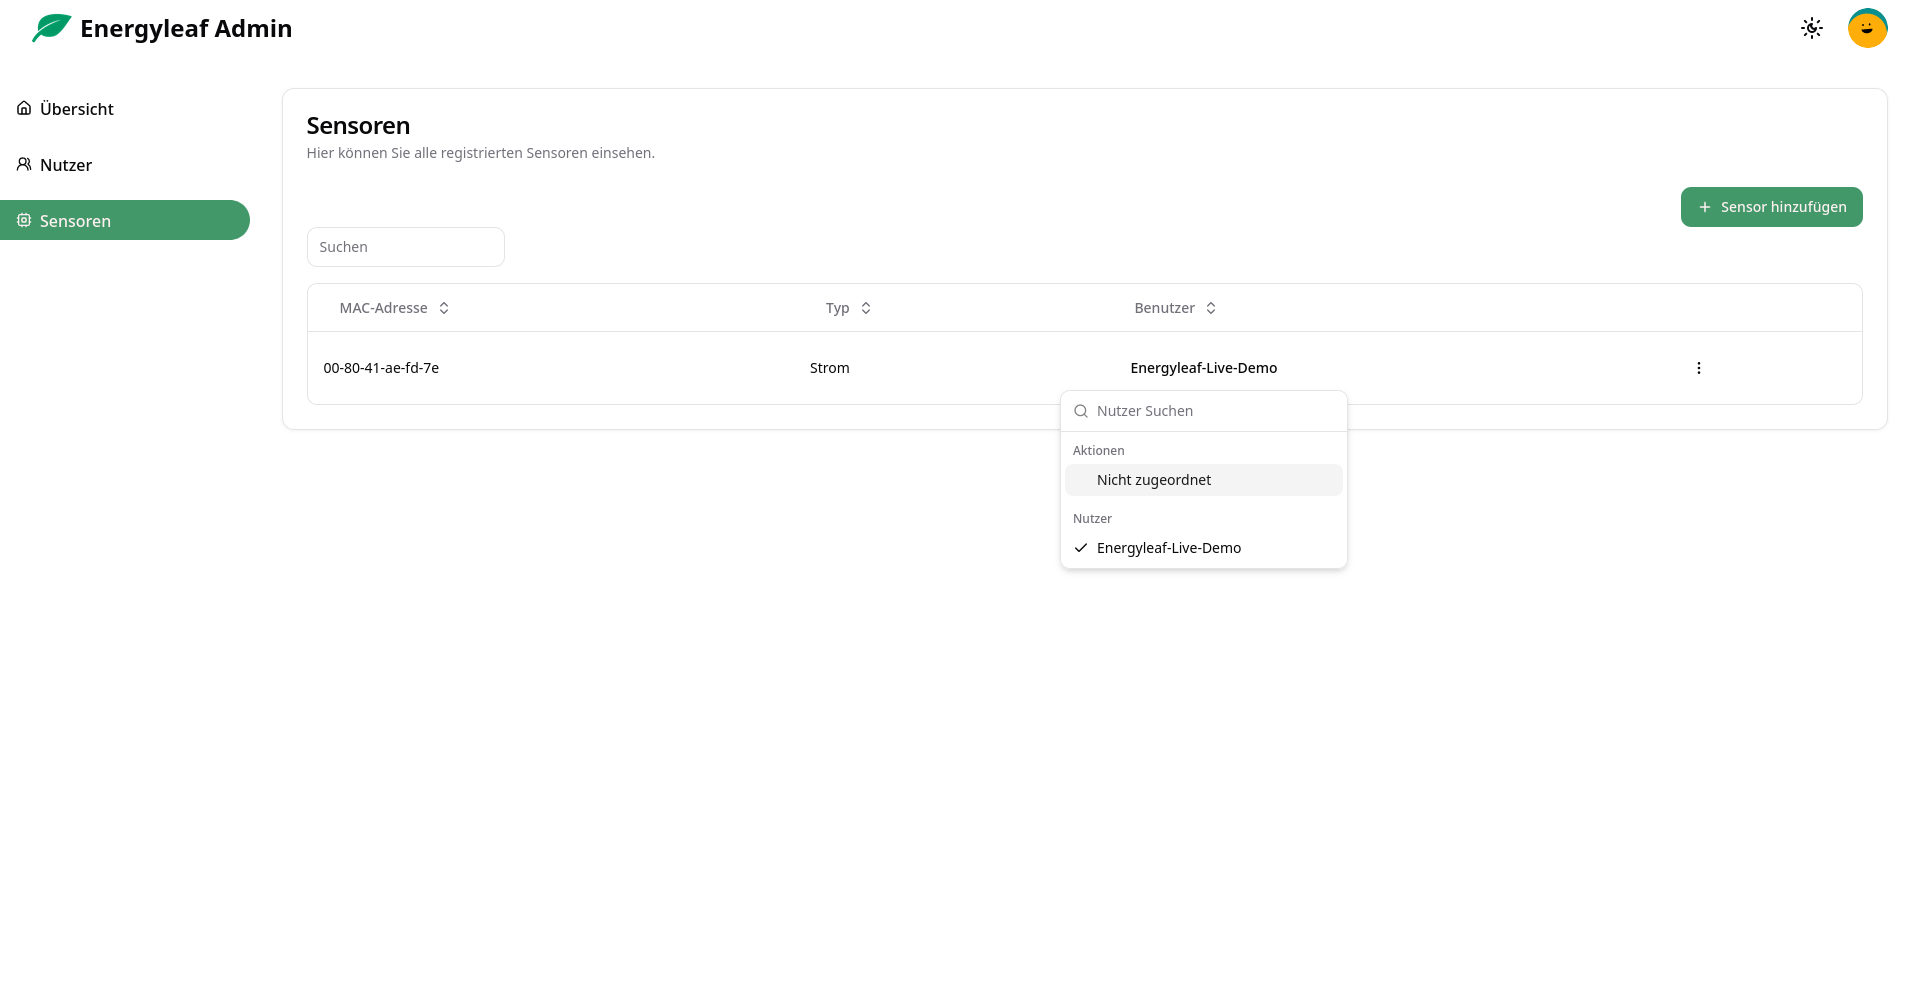 Energyleaf Admin
Übersicht
Nutzer
Sensoren
Sensoren
Hier können Sie alle registrierten Sensoren einsehen.
Sensor hinzufügen
Suchen
MAC-Adresse Typ Benutzer
00-80-41-ae-fd-7e Strom Energyleaf-Live-Demo
Nutzer Suchen
Aktionen
Nicht zugeordnet
Nutzer
Energyleaf-Live-Demo